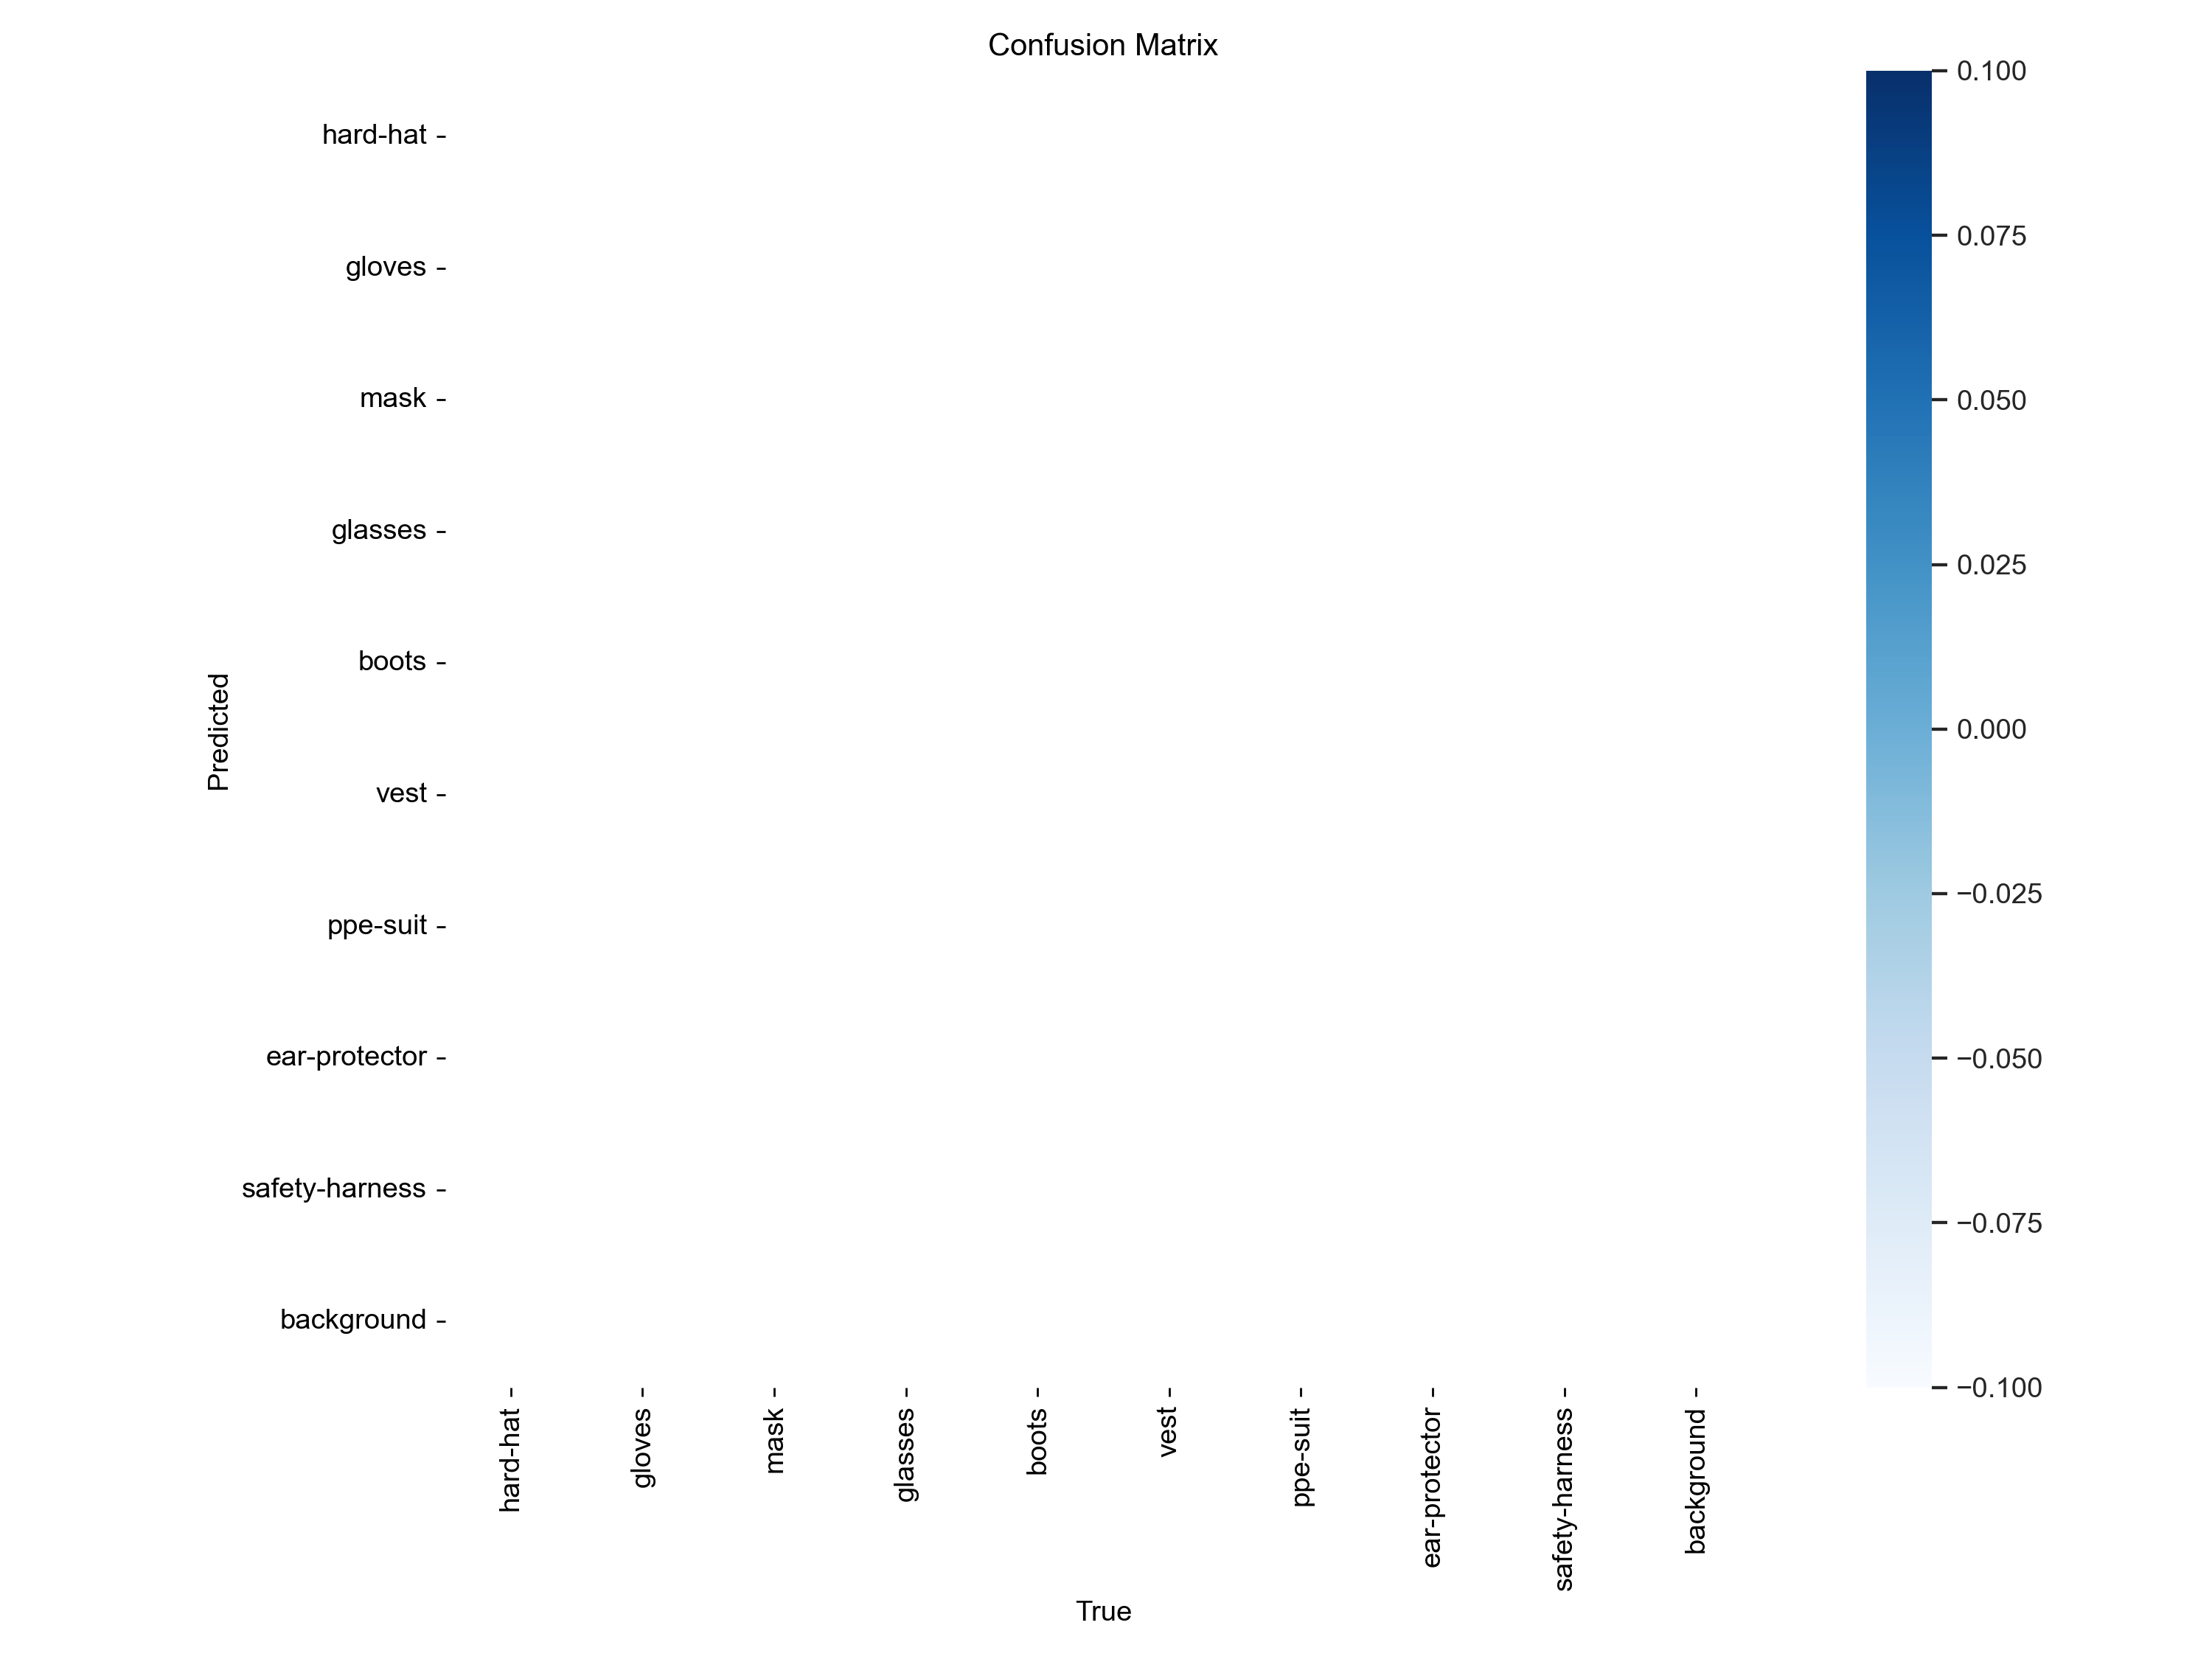 Confusion Matrix
hard-hat
gloves
mask
glasses
boots
vest
ppe-suit
ear-protector
safety-harness
background
Predicted
hard-hat
gloves
mask
glasses
boots
vest
ppe-suit
ear-protector
safety-harness
background
True
0.100
0.075
0.050
0.025
0.000
−0.025
−0.050
−0.075
−0.100